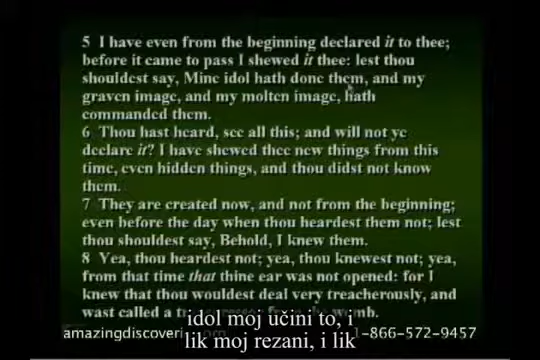 5 I have even from the beginning declared it to thee;
before it came to pass I shewed it thee: lest thou
shouldest say, Mine idol hath done them, and my
graven image, and my molten image, hath
commanded them.
6 Thou hast heard, see all this; and will not ye
declare it? I have shewed thee new things from this
time, even hidden things, and thou didst not know
them.
7 They are created now, and not from the beginning;
even before the day when thou heardest them not; lest
thou shouldest say, Behold, I knew them.
8 Yea, thou heardest not; yea, thou knewest not; yea,
from that time that thine ear was not opened: for I
knew that thou wouldest deal very treacherously, and
wast called a
idol moj učini to, i
amazingdiscoveri 1-866-572-9457
lik moj rezani, i lik